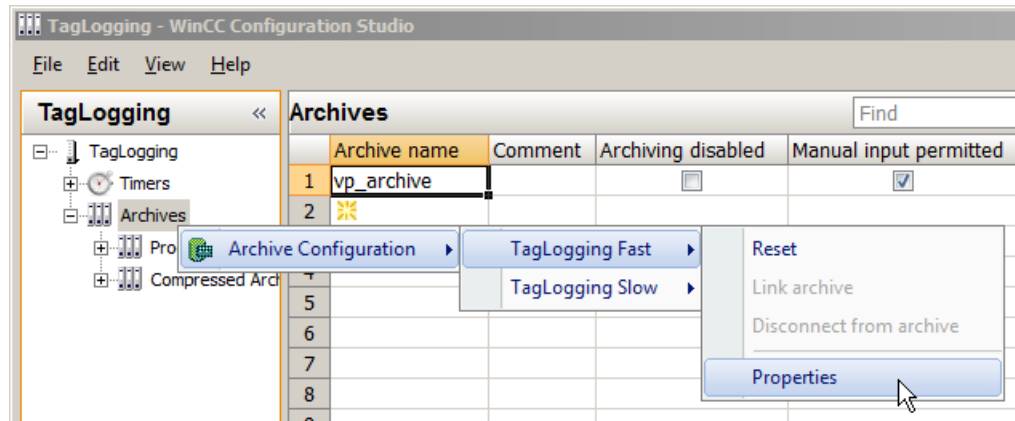 TagLogging - WinCC Configuration Studio
File Edit View Help
TagLogging « Archives Find
TagLogging
Timers
Archives
Pro
Compressed Arch
Archive name Comment Archiving disabled Manual input permitted
1 vp_archive
2
Archive Configuration
TagLogging Fast
TagLogging Slow
Reset
Link archive
Disconnect from archive
Properties
4
5
6
7
8